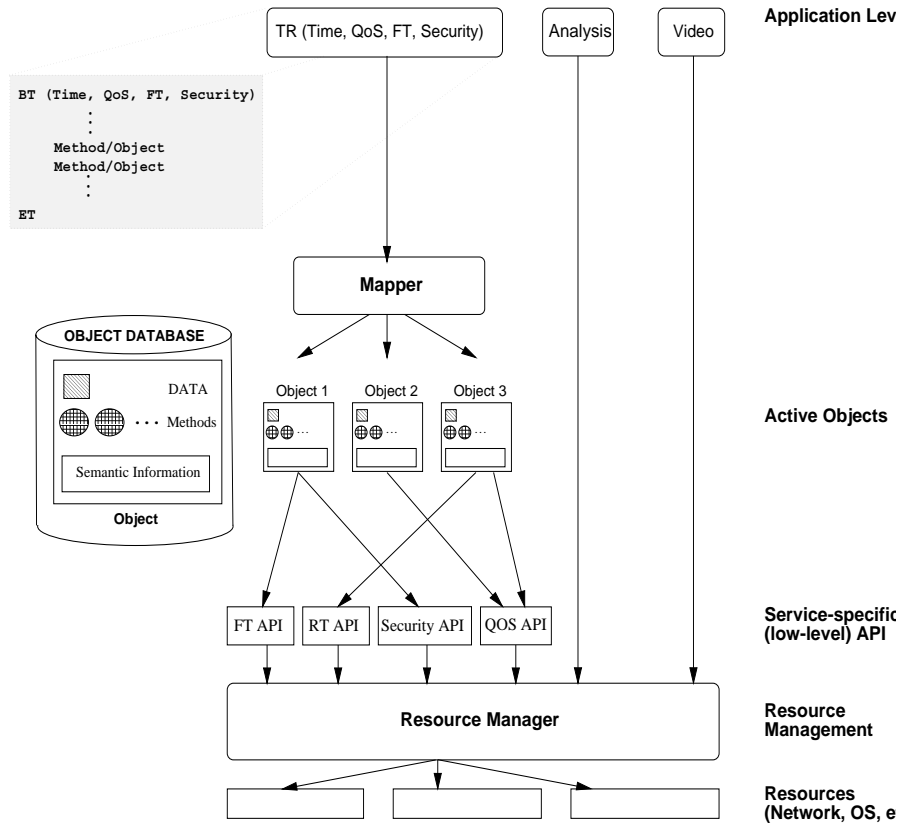 TR (Time, QoS, FT, Security)
Analysis
Video
Application Lev
BT (Time, QoS, FT, Security)
Method/Object
Method/Object
ET
Mapper
OBJECT DATABASE
DATA
··· Methods
Semantic Information
Object
Object 1
Object 2
Object 3
...
...
...
Active Objects
FT API
RT API
Security API
QOS API
Service-specific
(low-level) API
Resource Manager
Resource
Management
Resources
(Network, OS, e